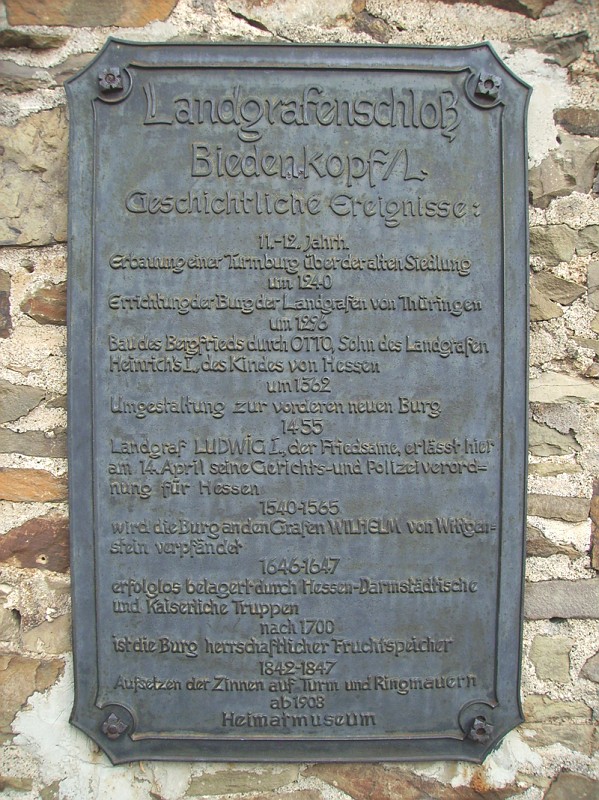 Landgrafenschloß
Biedenkopf/L.
Geschichtliche Ereignisse:
11.-12. Jahrh.
Erbauung einer Turmburg über der alten Siedlung
um 1240
Errichtung der Burg der Landgrafen von Thüringen
um 1296
Bau des Bergfrieds durch OTTO, Sohn des Landgrafen
Heinrich's I., des Kindes von Hessen
um 1362
Umgestaltung zur vorderen neuen Burg
1455
Landgraf LUDWIG I., der Friedsame, erlässt hier
am 14. April seine Gerichts- und Polizeiverord=
nung für Hessen
1540-1565
wird die Burg an den Grafen WILHELM von Wittgen=
stein verpfändet
1646-1647
erfolglos belagert durch Hessen-Darmstädtische
und Kaiserliche Truppen
nach 1700
ist die Burg herrschaftlicher Fruchtspeicher
1842-1847
Aufsetzen der Zinnen auf Turm und Ringmauern
ab 1908
Heimatmuseum